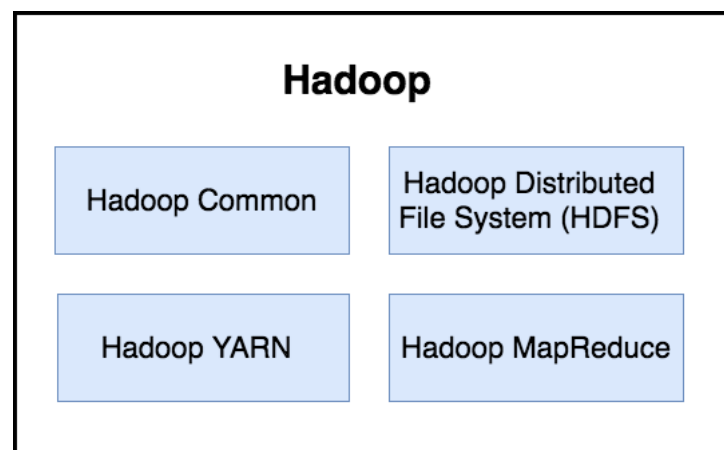 Hadoop
Hadoop Common
Hadoop Distributed
File System (HDFS)
Hadoop YARN
Hadoop MapReduce